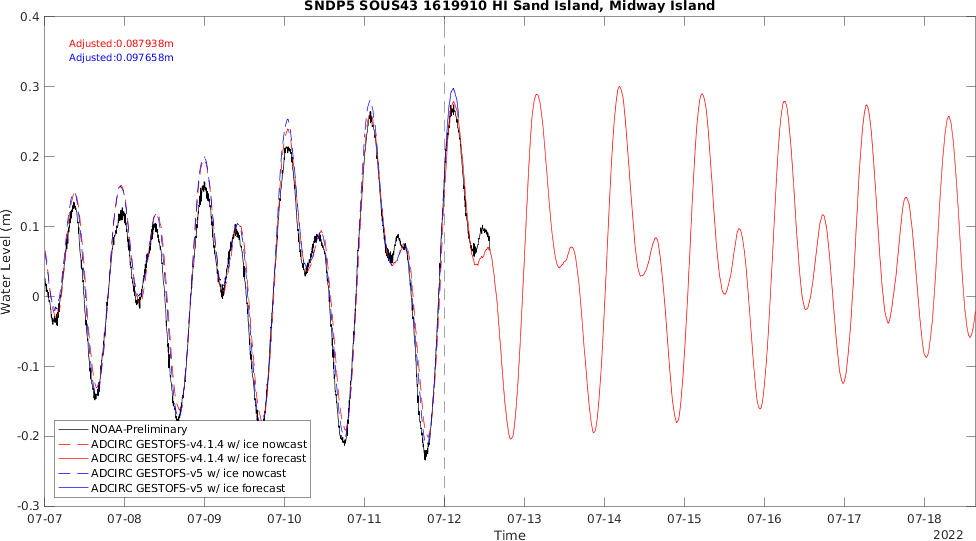 SNDP5 SOUS43 1619910 HI Sand Island, Midway Island
Adjusted:0.087938m
Adjusted:0.097658m
0.4
0.3
0.2
0.1
0
-0.1
-0.2
-0.3
Water Level (m)
NOAA-Preliminary
ADCIRC GESTOFS-v4.1.4 w/ ice nowcast
ADCIRC GESTOFS-v4.1.4 w/ ice forecast
ADCIRC GESTOFS-v5 w/ ice nowcast
ADCIRC GESTOFS-v5 w/ ice forecast
07-07 07-08 07-09 07-10 07-11 07-12 07-13 07-14 07-15 07-16 07-17 07-18
Time
2022